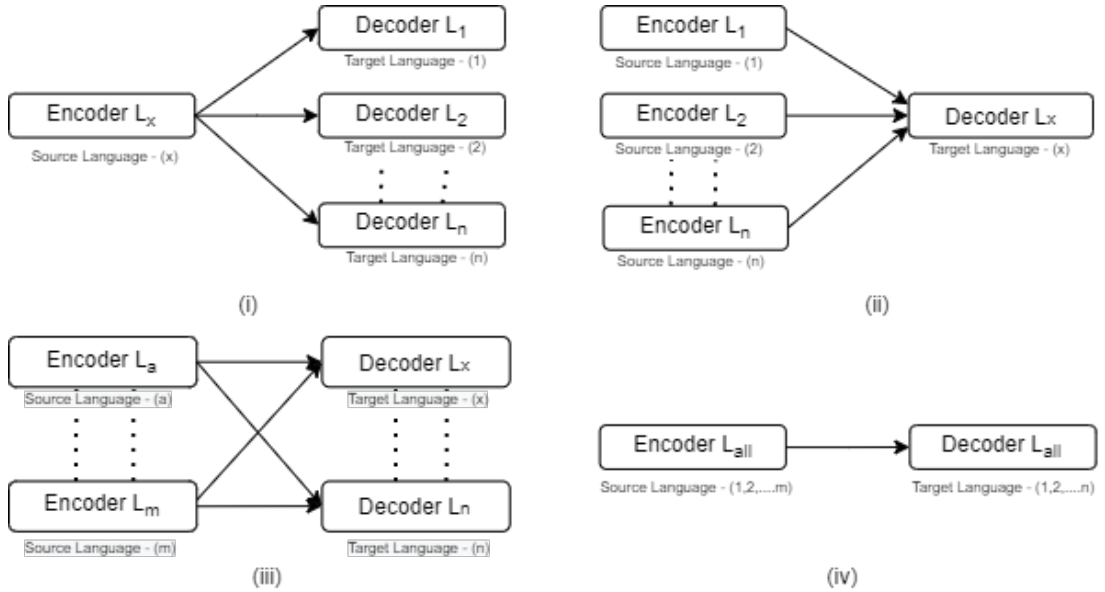 Encoder Lₓ
Source Language - (x)
Decoder L₁
Target Language - (1)
Decoder L₂
Target Language - (2)
Decoder Lₙ
Target Language - (n)
(i)
Encoder L₁
Source Language - (1)
Encoder L₂
Source Language - (2)
Encoder Lₙ
Source Language - (n)
Decoder Lₓ
Target Language - (x)
(ii)
Encoder Lₐ
Source Language - (a)
Encoder Lₘ
Source Language - (m)
Decoder Lₓ
Target Language - (x)
Decoder Lₙ
Target Language - (n)
(iii)
Encoder Lₐₗₗ
Source Language - (1,2,....m)
Decoder Lₐₗₗ
Target Language - (1,2,....n)
(iv)